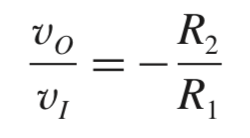 v_O / v_I = − R_2 / R_1